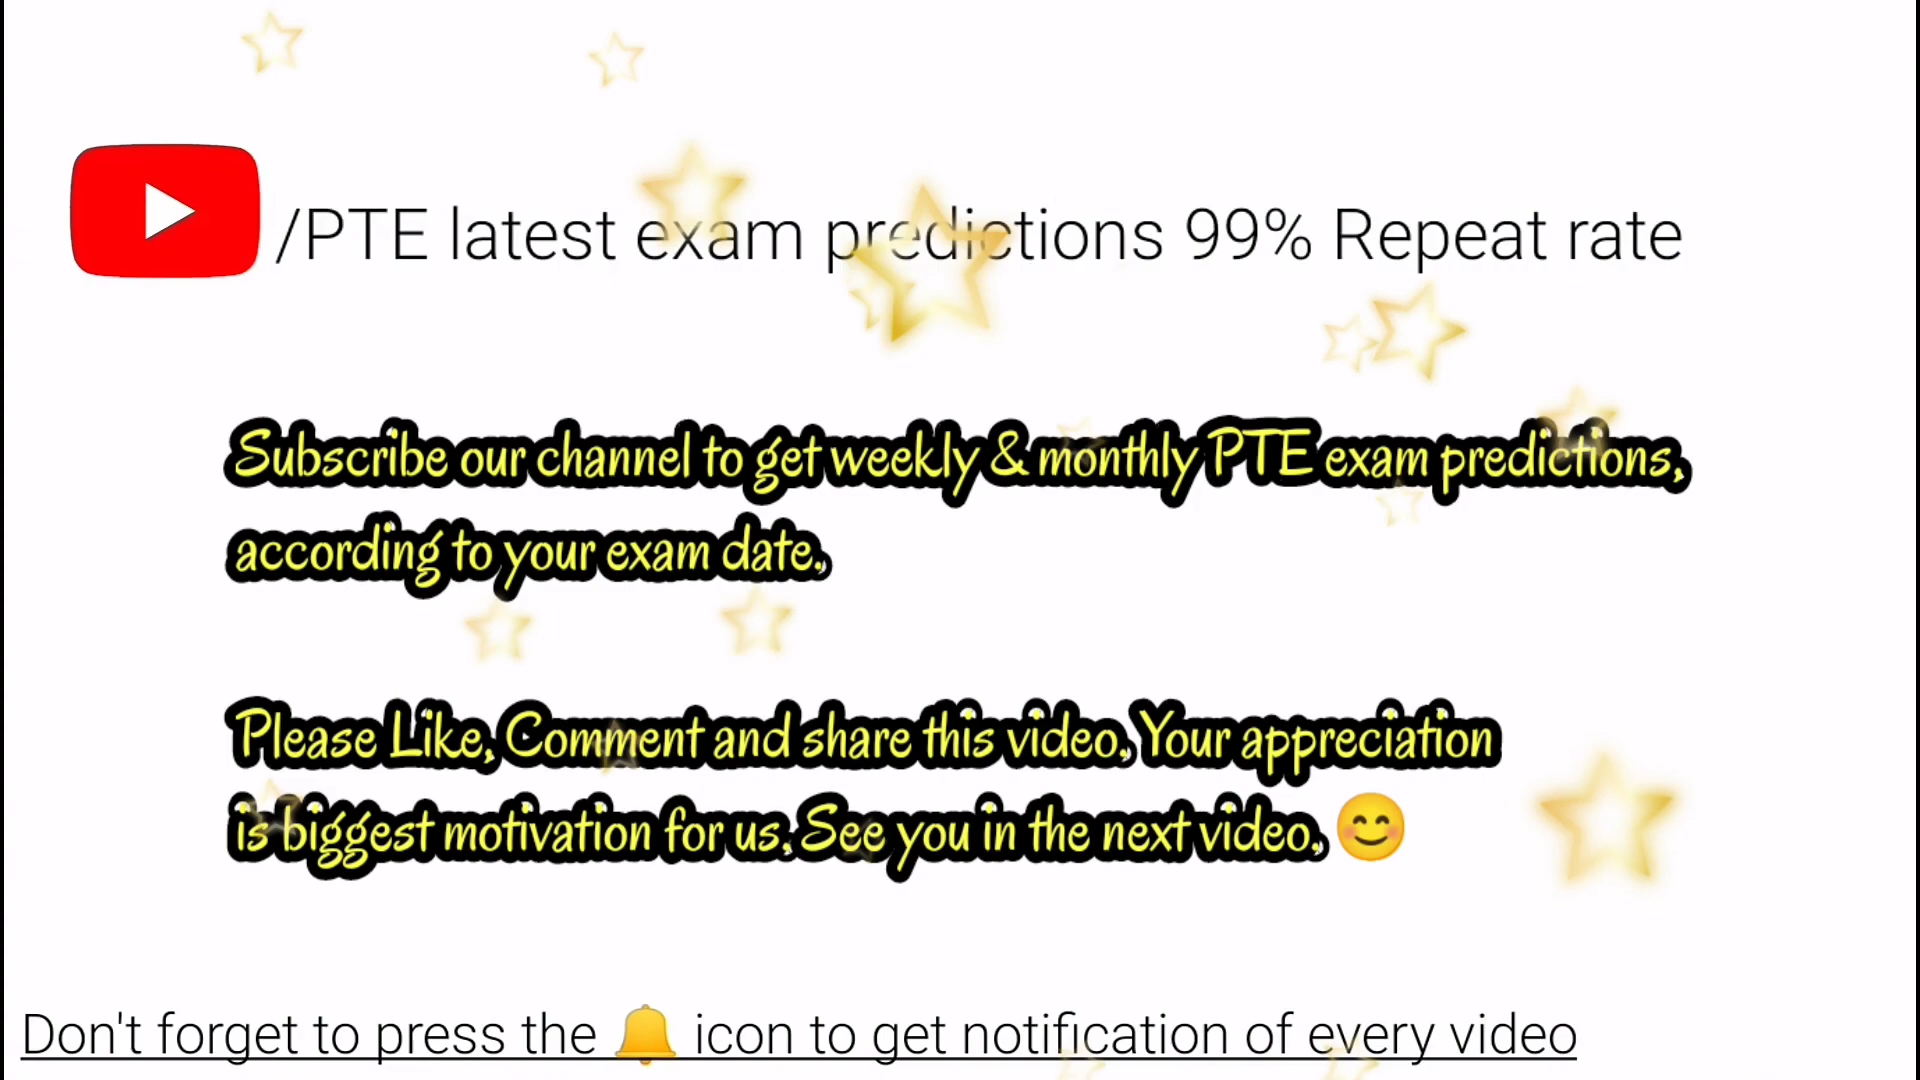 /PTE latest exam predictions 99% Repeat rate
Subscribe our channel to get weekly & monthly PTE exam predictions,
according to your exam date.
Please Like, Comment and share this video. Your appreciation
is biggest motivation for us. See you in the next video. 😊
Don't forget to press the 🔔 icon to get notification of every video